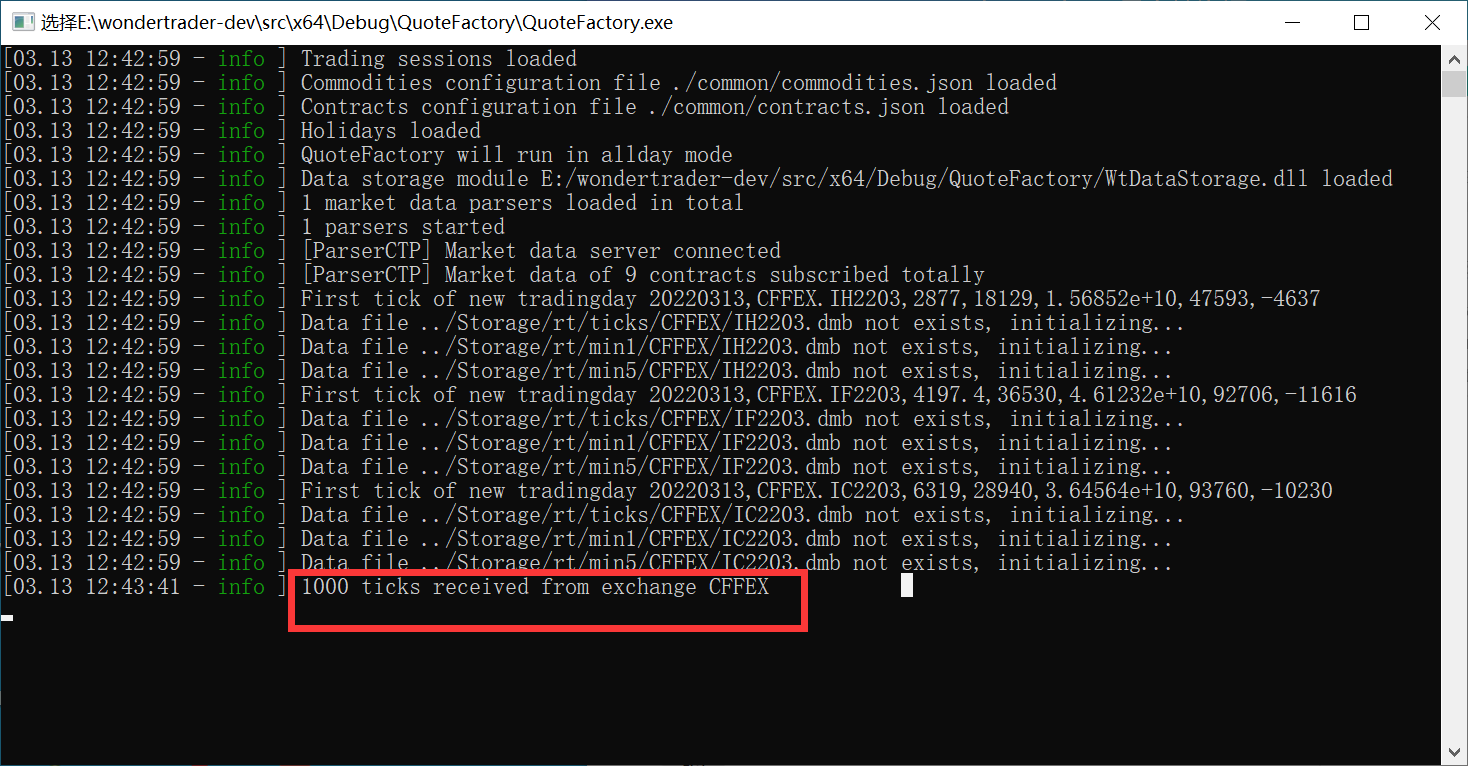 选择E:\wondertrader-dev\src\x64\Debug\QuoteFactory\QuoteFactory.exe
[03.13 12:42:59 - info ] Trading sessions loaded
[03.13 12:42:59 - info ] Commodities configuration file ./common/commodities.json loaded
[03.13 12:42:59 - info ] Contracts configuration file ./common/contracts.json loaded
[03.13 12:42:59 - info ] Holidays loaded
[03.13 12:42:59 - info ] QuoteFactory will run in allday mode
[03.13 12:42:59 - info ] Data storage module E:/wondertrader-dev/src/x64/Debug/QuoteFactory/WtDataStorage.dll loaded
[03.13 12:42:59 - info ] 1 market data parsers loaded in total
[03.13 12:42:59 - info ] 1 parsers started
[03.13 12:42:59 - info ] [ParserCTP] Market data server connected
[03.13 12:42:59 - info ] [ParserCTP] Market data of 9 contracts subscribed totally
[03.13 12:42:59 - info ] First tick of new tradingday 20220313,CFFEX.IH2203,2877,18129,1.56852e+10,47593,-4637
[03.13 12:42:59 - info ] Data file ../Storage/rt/ticks/CFFEX/IH2203.dmb not exists, initializing...
[03.13 12:42:59 - info ] Data file ../Storage/rt/min1/CFFEX/IH2203.dmb not exists, initializing...
[03.13 12:42:59 - info ] Data file ../Storage/rt/min5/CFFEX/IH2203.dmb not exists, initializing...
[03.13 12:42:59 - info ] First tick of new tradingday 20220313,CFFEX.IF2203,4197.4,36530,4.61232e+10,92706,-11616
[03.13 12:42:59 - info ] Data file ../Storage/rt/ticks/CFFEX/IF2203.dmb not exists, initializing...
[03.13 12:42:59 - info ] Data file ../Storage/rt/min1/CFFEX/IF2203.dmb not exists, initializing...
[03.13 12:42:59 - info ] Data file ../Storage/rt/min5/CFFEX/IF2203.dmb not exists, initializing...
[03.13 12:42:59 - info ] First tick of new tradingday 20220313,CFFEX.IC2203,6319,28940,3.64564e+10,93760,-10230
[03.13 12:42:59 - info ] Data file ../Storage/rt/ticks/CFFEX/IC2203.dmb not exists, initializing...
[03.13 12:42:59 - info ] Data file ../Storage/rt/min1/CFFEX/IC2203.dmb not exists, initializing...
[03.13 12:42:59 - info ] Data file ../Storage/rt/min5/CFFEX/IC2203.dmb not exists, initializing...
[03.13 12:43:41 - info ] 1000 ticks received from exchange CFFEX